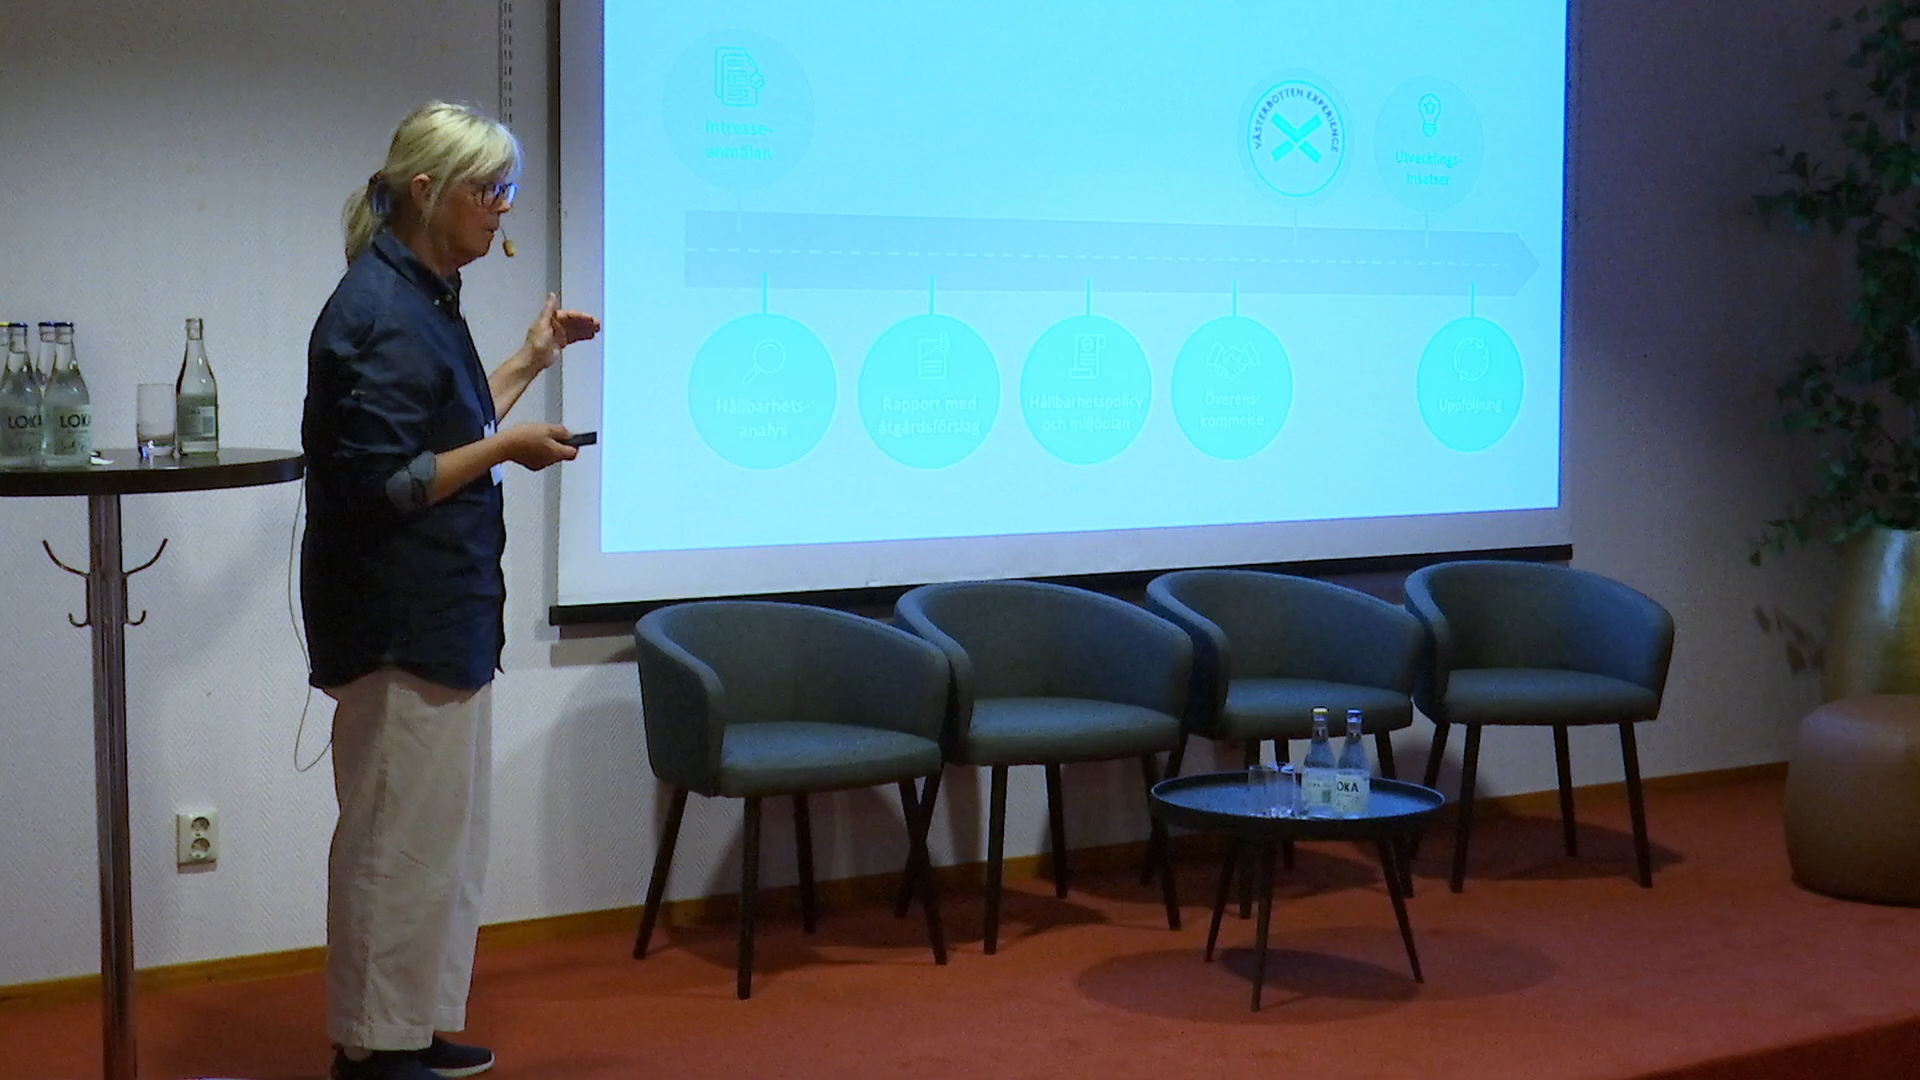 Intresse-
anmälan
VÄSTERBOTTEN EXPERIENCE
Utvecklings-
insatser
Hållbarhets-
analys
Rapport med
åtgärdsförslag
Hållbarhetspolicy
och miljöplan
Överens-
kommelse
Uppföljning
LOKA
LOKA
OKA